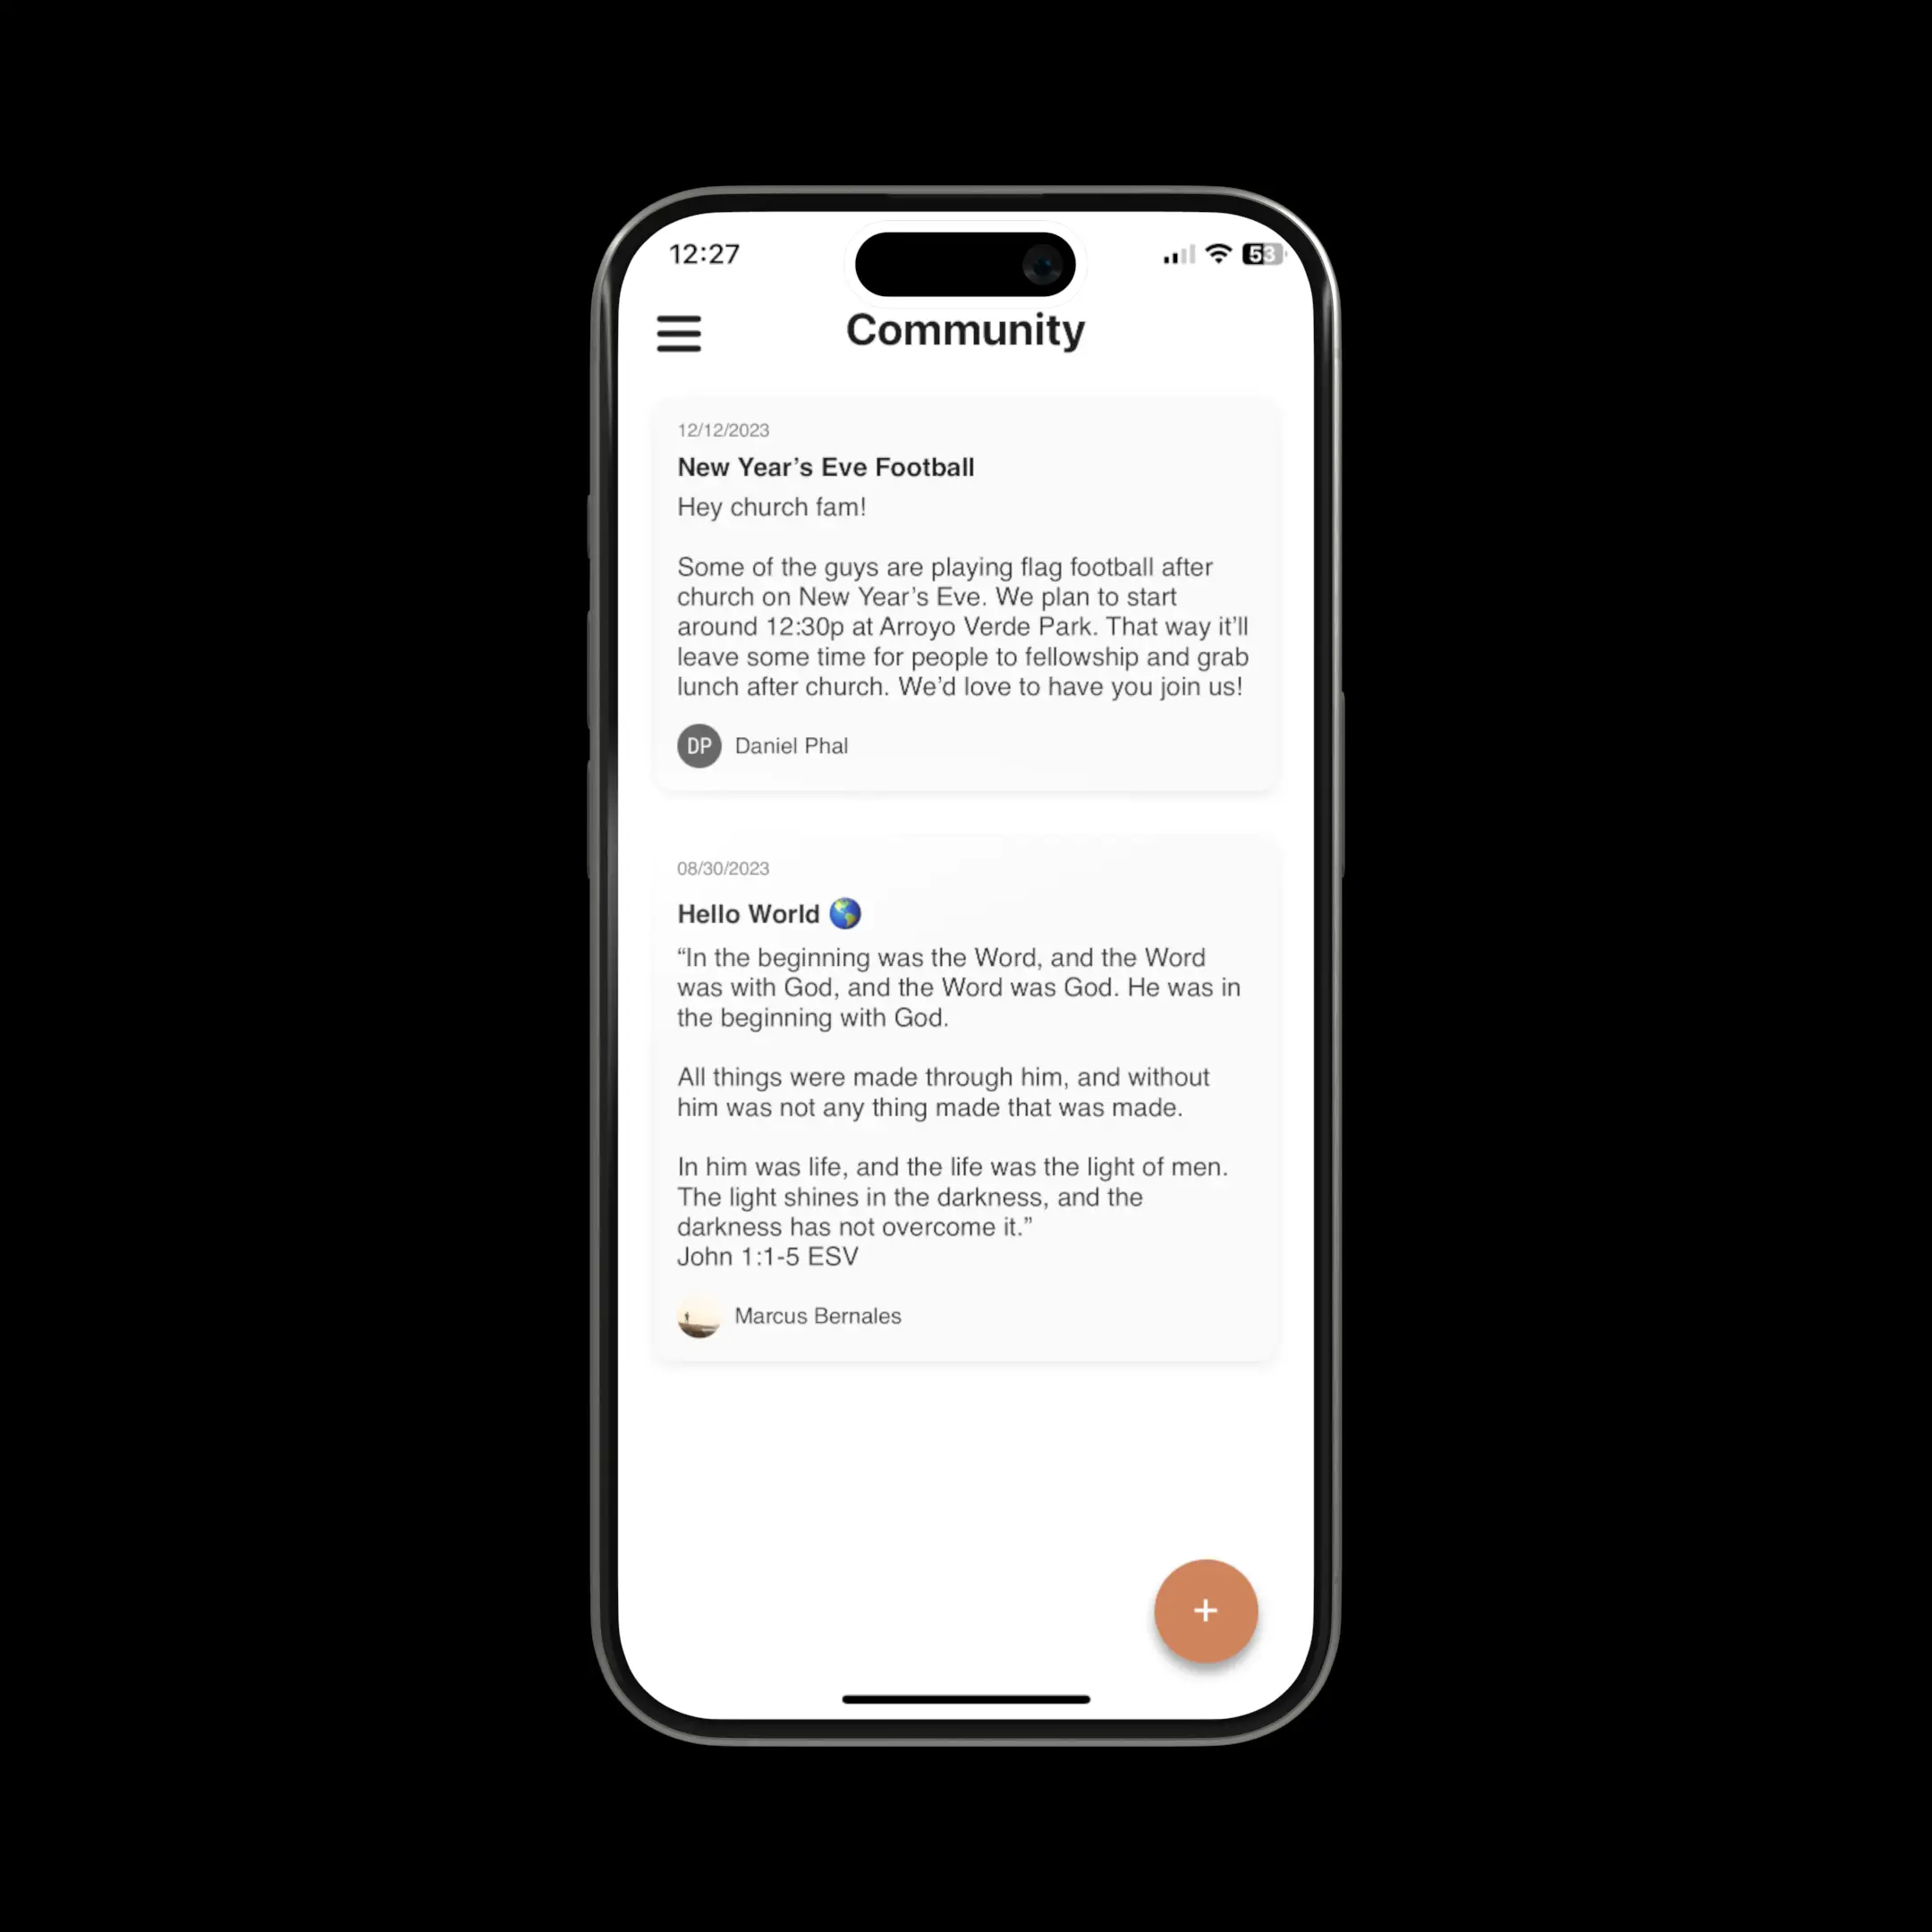 12:27
53
Community
12/12/2023
New Year’s Eve Football
Hey church fam!
Some of the guys are playing flag football after
church on New Year’s Eve. We plan to start
around 12:30p at Arroyo Verde Park. That way it’ll
leave some time for people to fellowship and grab
lunch after church. We’d love to have you join us!
DP Daniel Phal
08/30/2023
Hello World 🌎
“In the beginning was the Word, and the Word
was with God, and the Word was God. He was in
the beginning with God.
All things were made through him, and without
him was not any thing made that was made.
In him was life, and the life was the light of men.
The light shines in the darkness, and the
darkness has not overcome it.”
John 1:1-5 ESV
Marcus Bernales
+